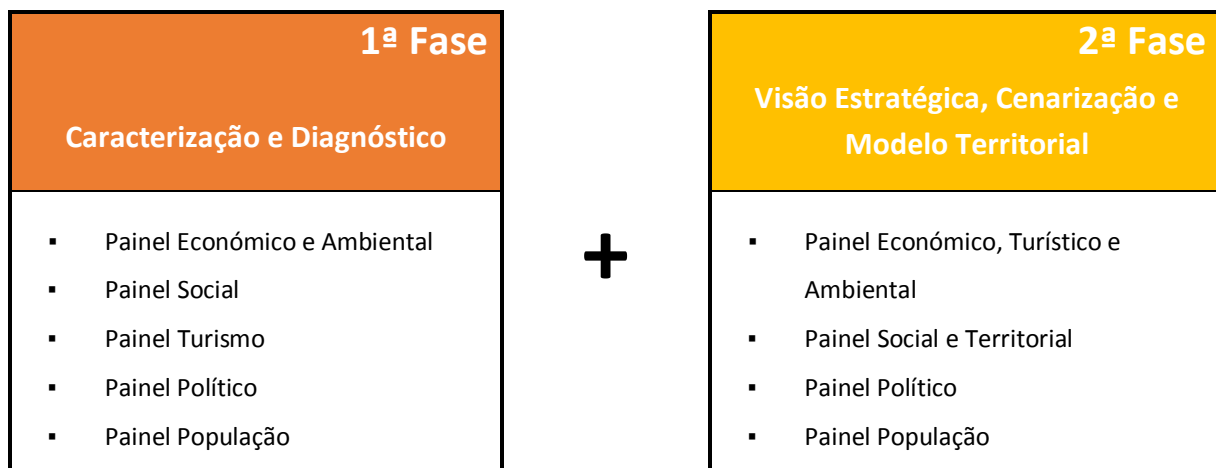 1ª Fase
Caracterização e Diagnóstico
▪ Painel Económico e Ambiental
▪ Painel Social
▪ Painel Turismo
▪ Painel Político
▪ Painel População
+
2ª Fase
Visão Estratégica, Cenarização e
Modelo Territorial
▪ Painel Económico, Turístico e
Ambiental
▪ Painel Social e Territorial
▪ Painel Político
▪ Painel População